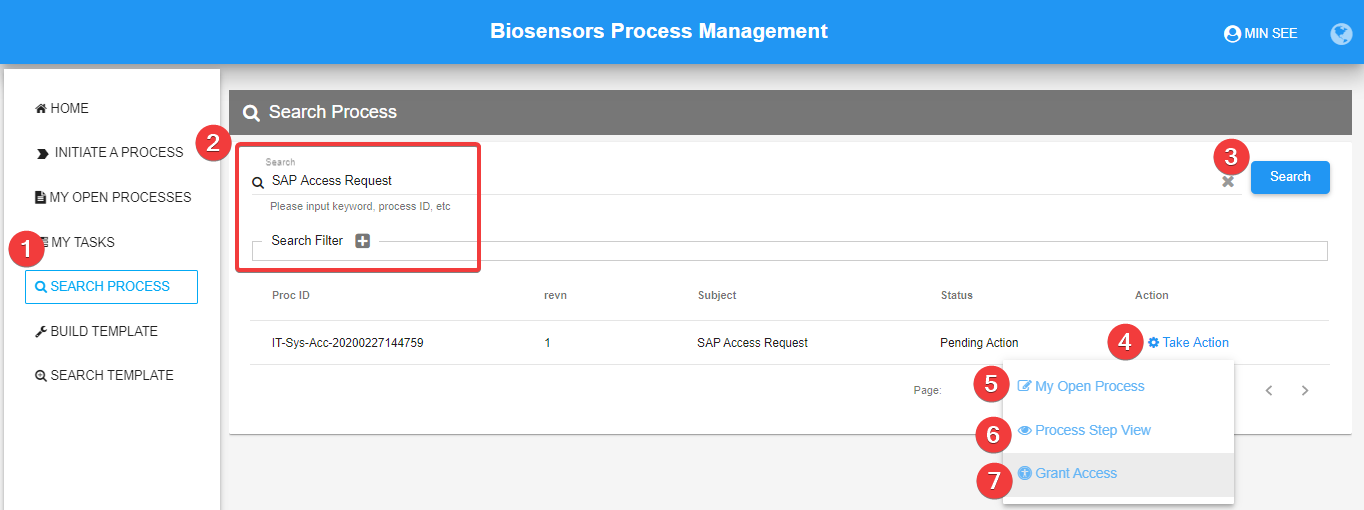 Biosensors Process Management
MIN SEE
HOME
INITIATE A PROCESS
MY OPEN PROCESSES
1 MY TASKS
SEARCH PROCESS
BUILD TEMPLATE
SEARCH TEMPLATE
Search Process
2
Search
SAP Access Request
3
Search
Please input keyword, process ID, etc
Search Filter
Proc ID revn Subject Status Action
IT-Sys-Acc-20200227144759 1 SAP Access Request Pending Action 4 Take Action
Page:
5 My Open Process
6 Process Step View
7 Grant Access